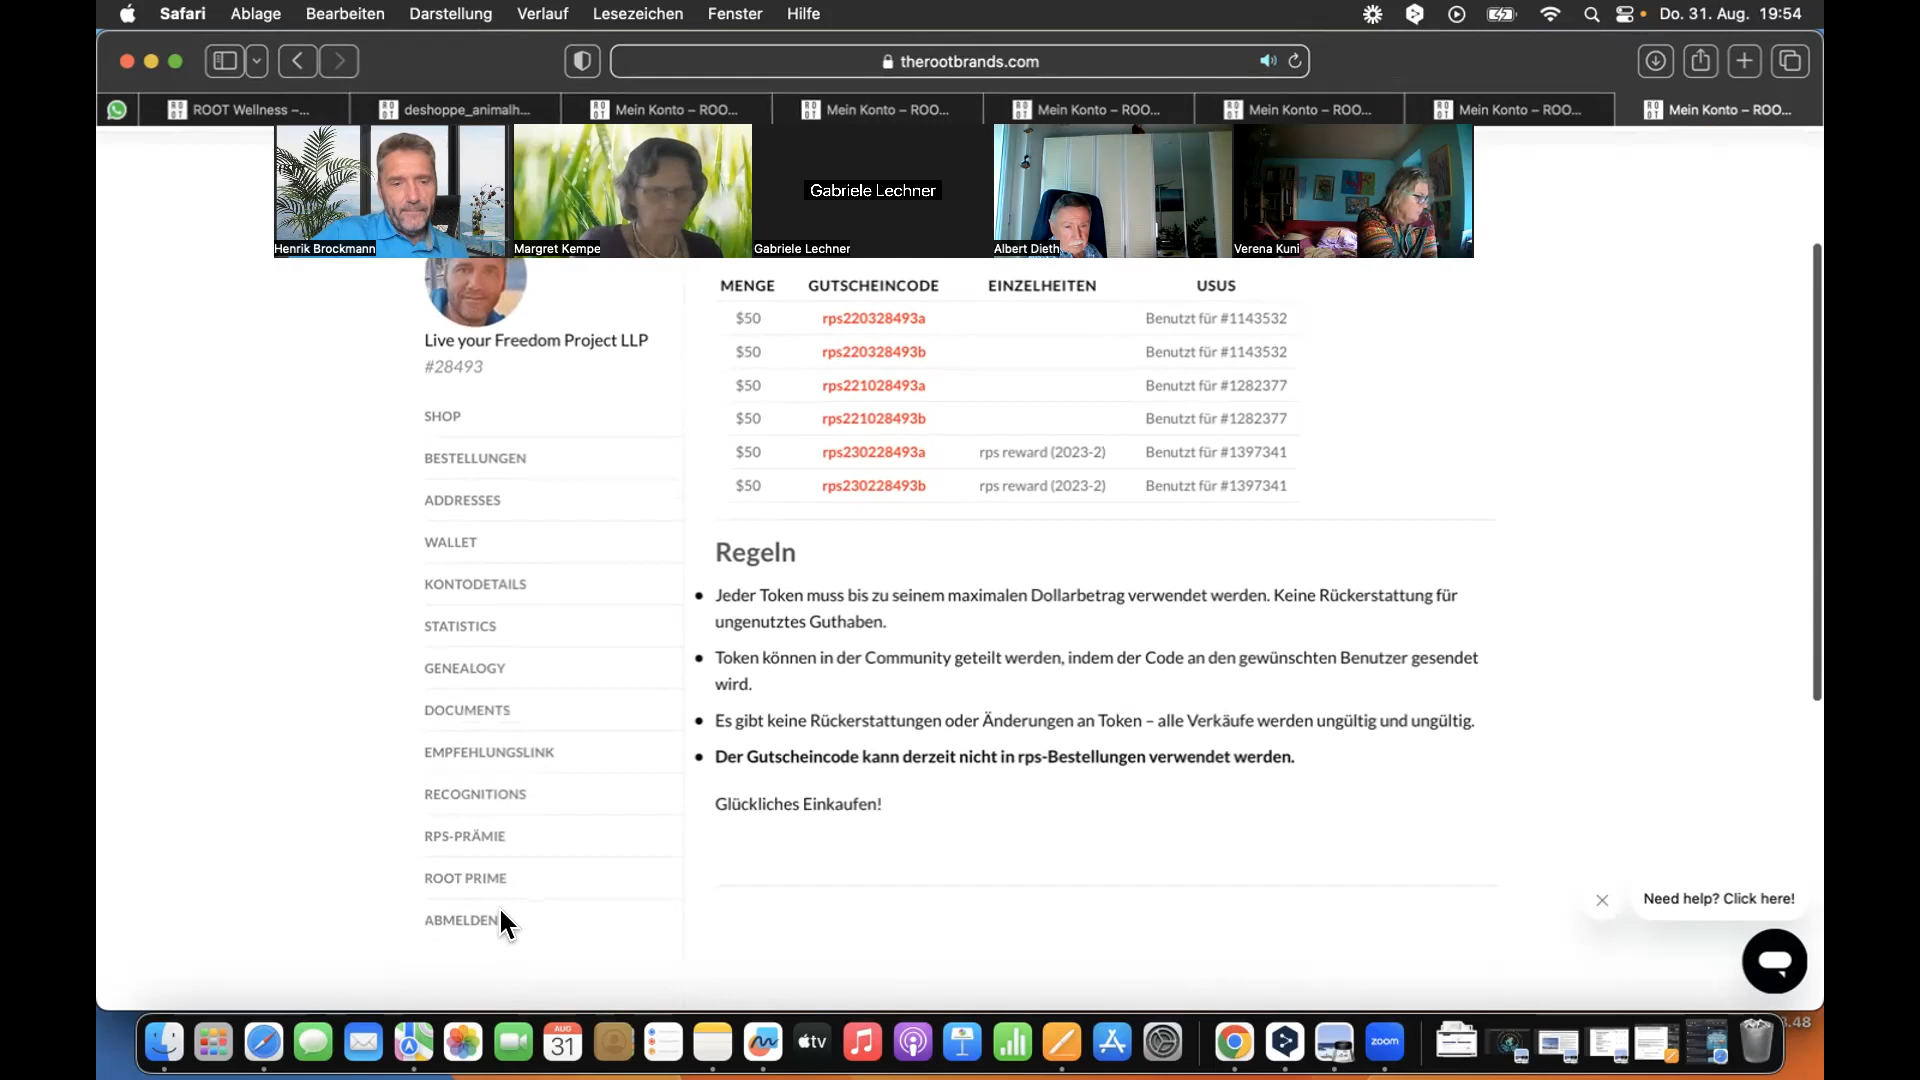 Safari Ablage Bearbeiten Darstellung Verlauf Lesezeichen Fenster Hilfe Do. 31. Aug. 19:54
therootbrands.com
ROOT Wellness –... deshoppe_animalh... Mein Konto – ROO... Mein Konto – ROO... Mein Konto – ROO... Mein Konto – ROO... Mein Konto – ROO... Mein Konto – ROO...
Gabriele Lechner
Henrik Brockmann Margret Kempe Gabriele Lechner Albert Dieth Verena Kuni
MENGE GUTSCHEINCODE EINZELHEITEN USUS
$50 rps220328493a Benutzt für #1143532
$50 rps220328493b Benutzt für #1143532
$50 rps221028493a Benutzt für #1282377
$50 rps221028493b Benutzt für #1282377
$50 rps230228493a rps reward (2023-2) Benutzt für #1397341
$50 rps230228493b rps reward (2023-2) Benutzt für #1397341
Live your Freedom Project LLP
#28493
SHOP
BESTELLUNGEN
ADDRESSES
WALLET
KONTODETAILS
STATISTICS
GENEALOGY
DOCUMENTS
EMPFEHLUNGSLINK
RECOGNITIONS
RPS-PRÄMIE
ROOT PRIME
ABMELDEN
Regeln
Jeder Token muss bis zu seinem maximalen Dollarbetrag verwendet werden. Keine Rückerstattung für
ungenutztes Guthaben.
Token können in der Community geteilt werden, indem der Code an den gewünschten Benutzer gesendet
wird.
Es gibt keine Rückerstattungen oder Änderungen an Token – alle Verkäufe werden ungültig und ungültig.
Der Gutscheincode kann derzeit nicht in rps-Bestellungen verwendet werden.
Glückliches Einkaufen!
Need help? Click here!
AUG
31
tv
zoom